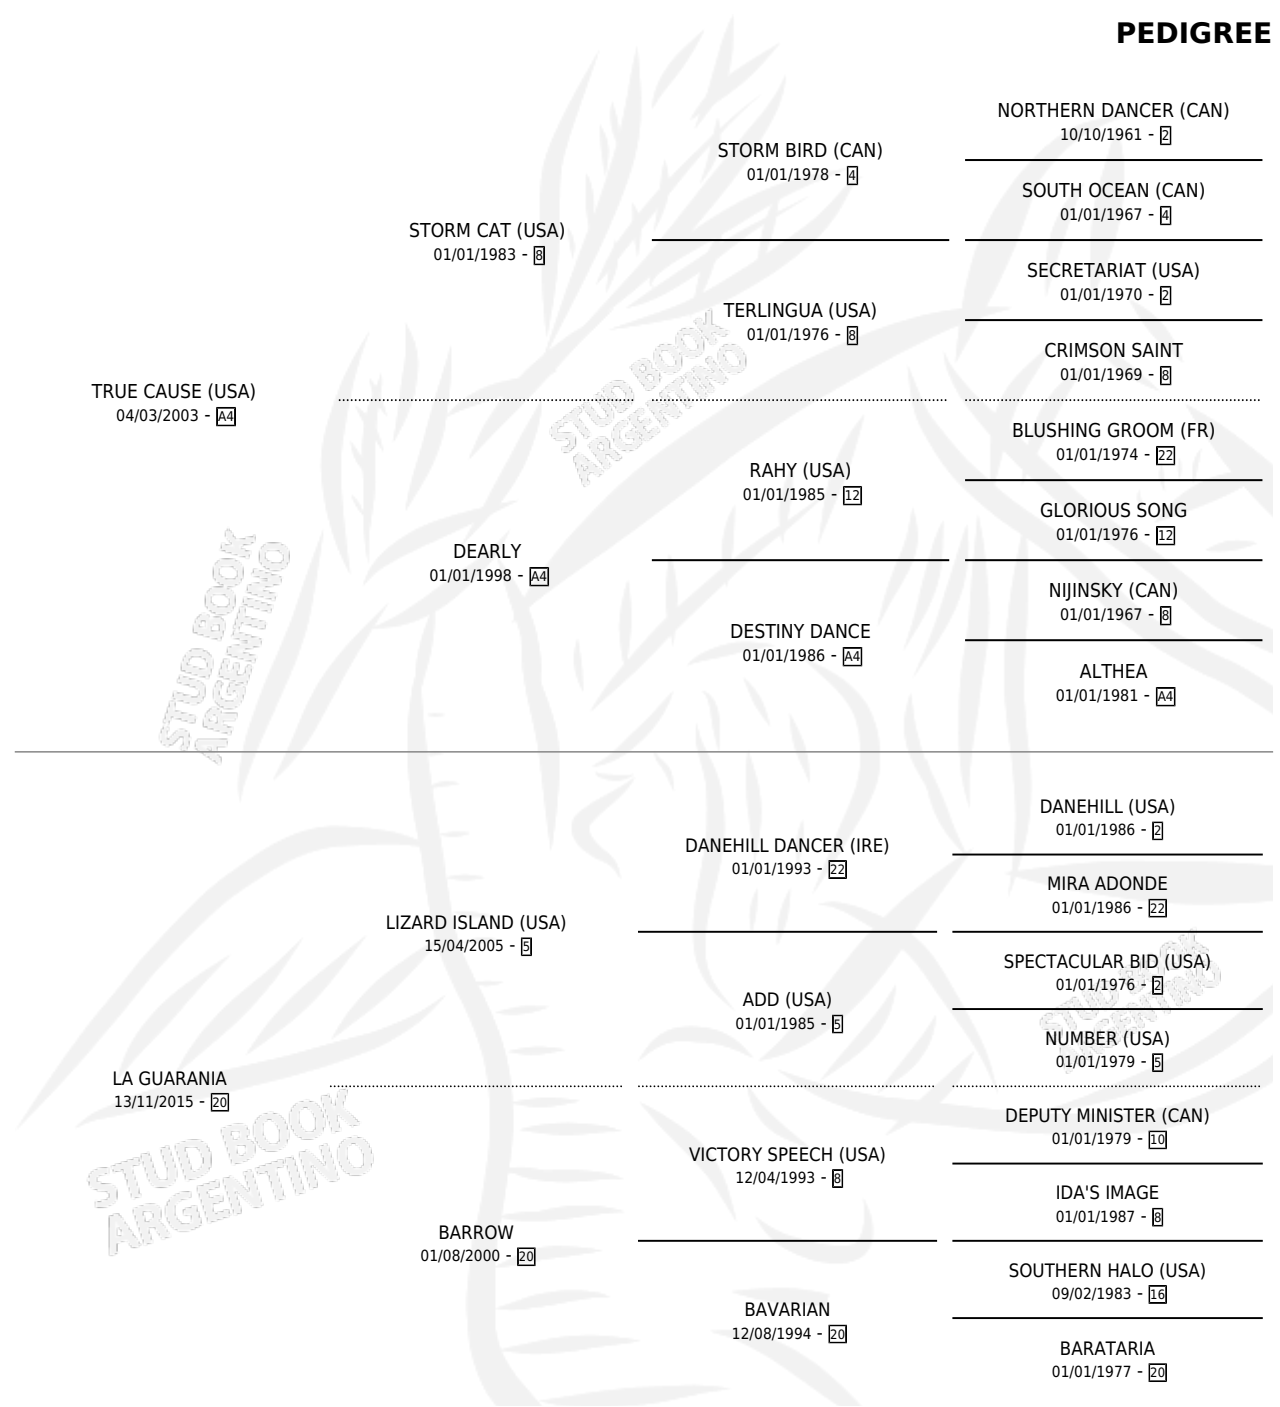 PEDIGREE
NORTHERN DANCER (CAN)
10/10/1961 - 2
STORM BIRD (CAN)
01/01/1978 - 4
SOUTH OCEAN (CAN)
01/01/1967 - 4
STORM CAT (USA)
01/01/1983 - 8
SECRETARIAT (USA)
01/01/1970 - 2
TERLINGUA (USA)
01/01/1976 - 8
CRIMSON SAINT
01/01/1969 - 8
TRUE CAUSE (USA)
04/03/2003 - A4
BLUSHING GROOM (FR)
01/01/1974 - 22
RAHY (USA)
01/01/1985 - 12
GLORIOUS SONG
01/01/1976 - 12
DEARLY
01/01/1998 - A4
NIJINSKY (CAN)
01/01/1967 - 8
DESTINY DANCE
01/01/1986 - A4
ALTHEA
01/01/1981 - A4
DANEHILL (USA)
01/01/1986 - 2
DANEHILL DANCER (IRE)
01/01/1993 - 22
MIRA ADONDE
01/01/1986 - 22
LIZARD ISLAND (USA)
15/04/2005 - 5
SPECTACULAR BID (USA)
01/01/1976 - 2
ADD (USA)
01/01/1985 - 5
NUMBER (USA)
01/01/1979 - 5
LA GUARANIA
13/11/2015 - 20
DEPUTY MINISTER (CAN)
01/01/1979 - 10
VICTORY SPEECH (USA)
12/04/1993 - 8
IDA'S IMAGE
01/01/1987 - 8
BARROW
01/08/2000 - 20
SOUTHERN HALO (USA)
09/02/1983 - 16
BAVARIAN
12/08/1994 - 20
BARATARIA
01/01/1977 - 20
STUD BOOK
ARGENTINO
STUD BOOK
ARGENTINO
STUD BOOK
ARGENTINO
STUD BOOK
ARGENTINO